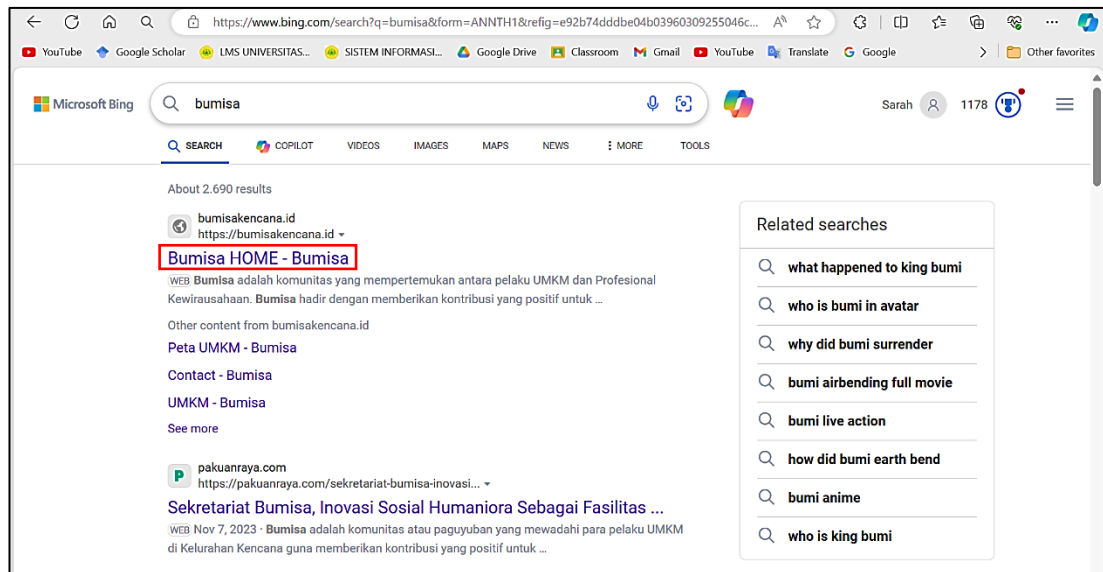 https://www.bing.com/search?q=bumisa&form=ANNTH1&refig=e92b74dddbe04b03960309255046c...
YouTube Google Scholar LMS UNIVERSITAS... SISTEM INFORMASI... Google Drive Classroom Gmail YouTube Translate Google Other favorites
Microsoft Bing bumisa Sarah 1178
SEARCH COPILOT VIDEOS IMAGES MAPS NEWS MORE TOOLS
About 2.690 results
bumisakencana.id
https://bumisakencana.id
Bumisa HOME - Bumisa
WEB Bumisa adalah komunitas yang mempertemukan antara pelaku UMKM dan Profesional
Kewirausahaan. Bumisa hadir dengan memberikan kontribusi yang positif untuk ...
Other content from bumisakencana.id
Peta UMKM - Bumisa
Contact - Bumisa
UMKM - Bumisa
See more
pakuanraya.com
https://pakuanraya.com/sekretariat-bumisa-inovasi...
Sekretariat Bumisa, Inovasi Sosial Humaniora Sebagai Fasilitas ...
WEB Nov 7, 2023 · Bumisa adalah komunitas atau paguyuban yang mewadahi para pelaku UMKM
di Kelurahan Kencana guna memberikan kontribusi yang positif untuk ...
Related searches
what happened to king bumi
who is bumi in avatar
why did bumi surrender
bumi airbending full movie
bumi live action
how did bumi earth bend
bumi anime
who is king bumi